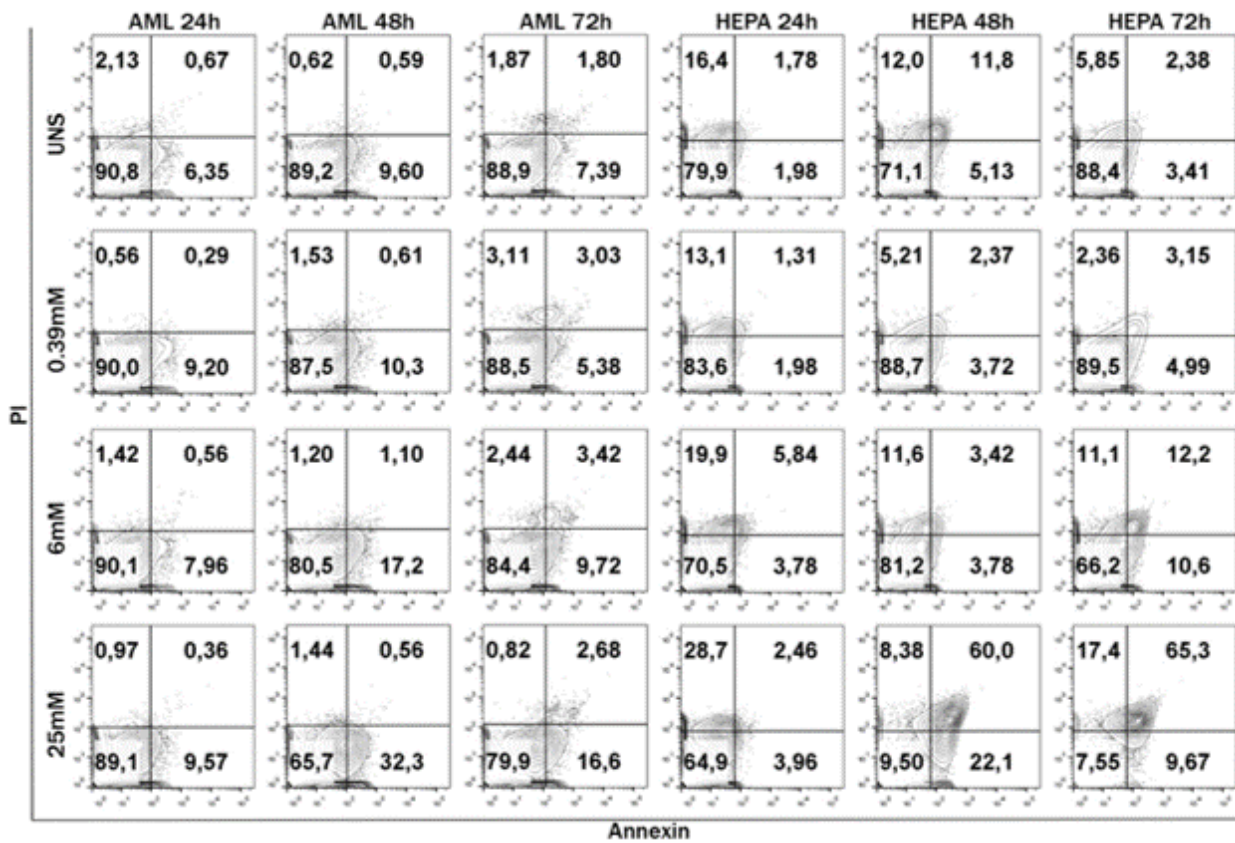 AML 24h AML 48h AML 72h HEPA 24h HEPA 48h HEPA 72h
UNS
2,13 0,67 0,62 0,59 1,87 1,80 16,4 1,78 12,0 11,8 5,85 2,38
90,8 6,35 89,2 9,60 88,9 7,39 79,9 1,98 71,1 5,13 88,4 3,41
0.39mM
0,56 0,29 1,53 0,61 3,11 3,03 13,1 1,31 5,21 2,37 2,36 3,15
90,0 9,20 87,5 10,3 88,5 5,38 83,6 1,98 88,7 3,72 89,5 4,99
PI
6mM
1,42 0,56 1,20 1,10 2,44 3,42 19,9 5,84 11,6 3,42 11,1 12,2
90,1 7,96 80,5 17,2 84,4 9,72 70,5 3,78 81,2 3,78 66,2 10,6
25mM
0,97 0,36 1,44 0,56 0,82 2,68 28,7 2,46 8,38 60,0 17,4 65,3
89,1 9,57 65,7 32,3 79,9 16,6 64,9 3,96 9,50 22,1 7,55 9,67
Annexin